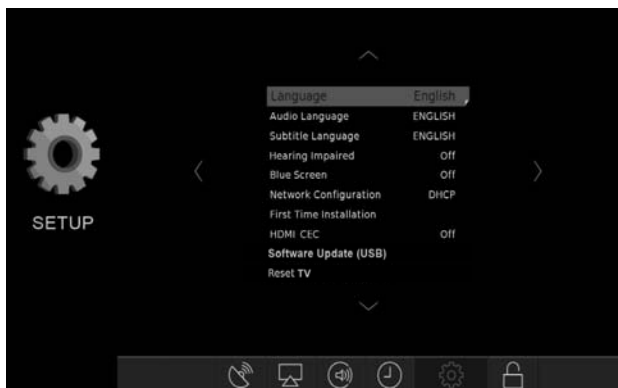 Language English
Audio Language ENGLISH
Subtitle Language ENGLISH
Hearing Impaired Off
Blue Screen Off
Network Configuration DHCP
First Time Installation
HDMI CEC Off
Software Update (USB)
Reset TV
SETUP